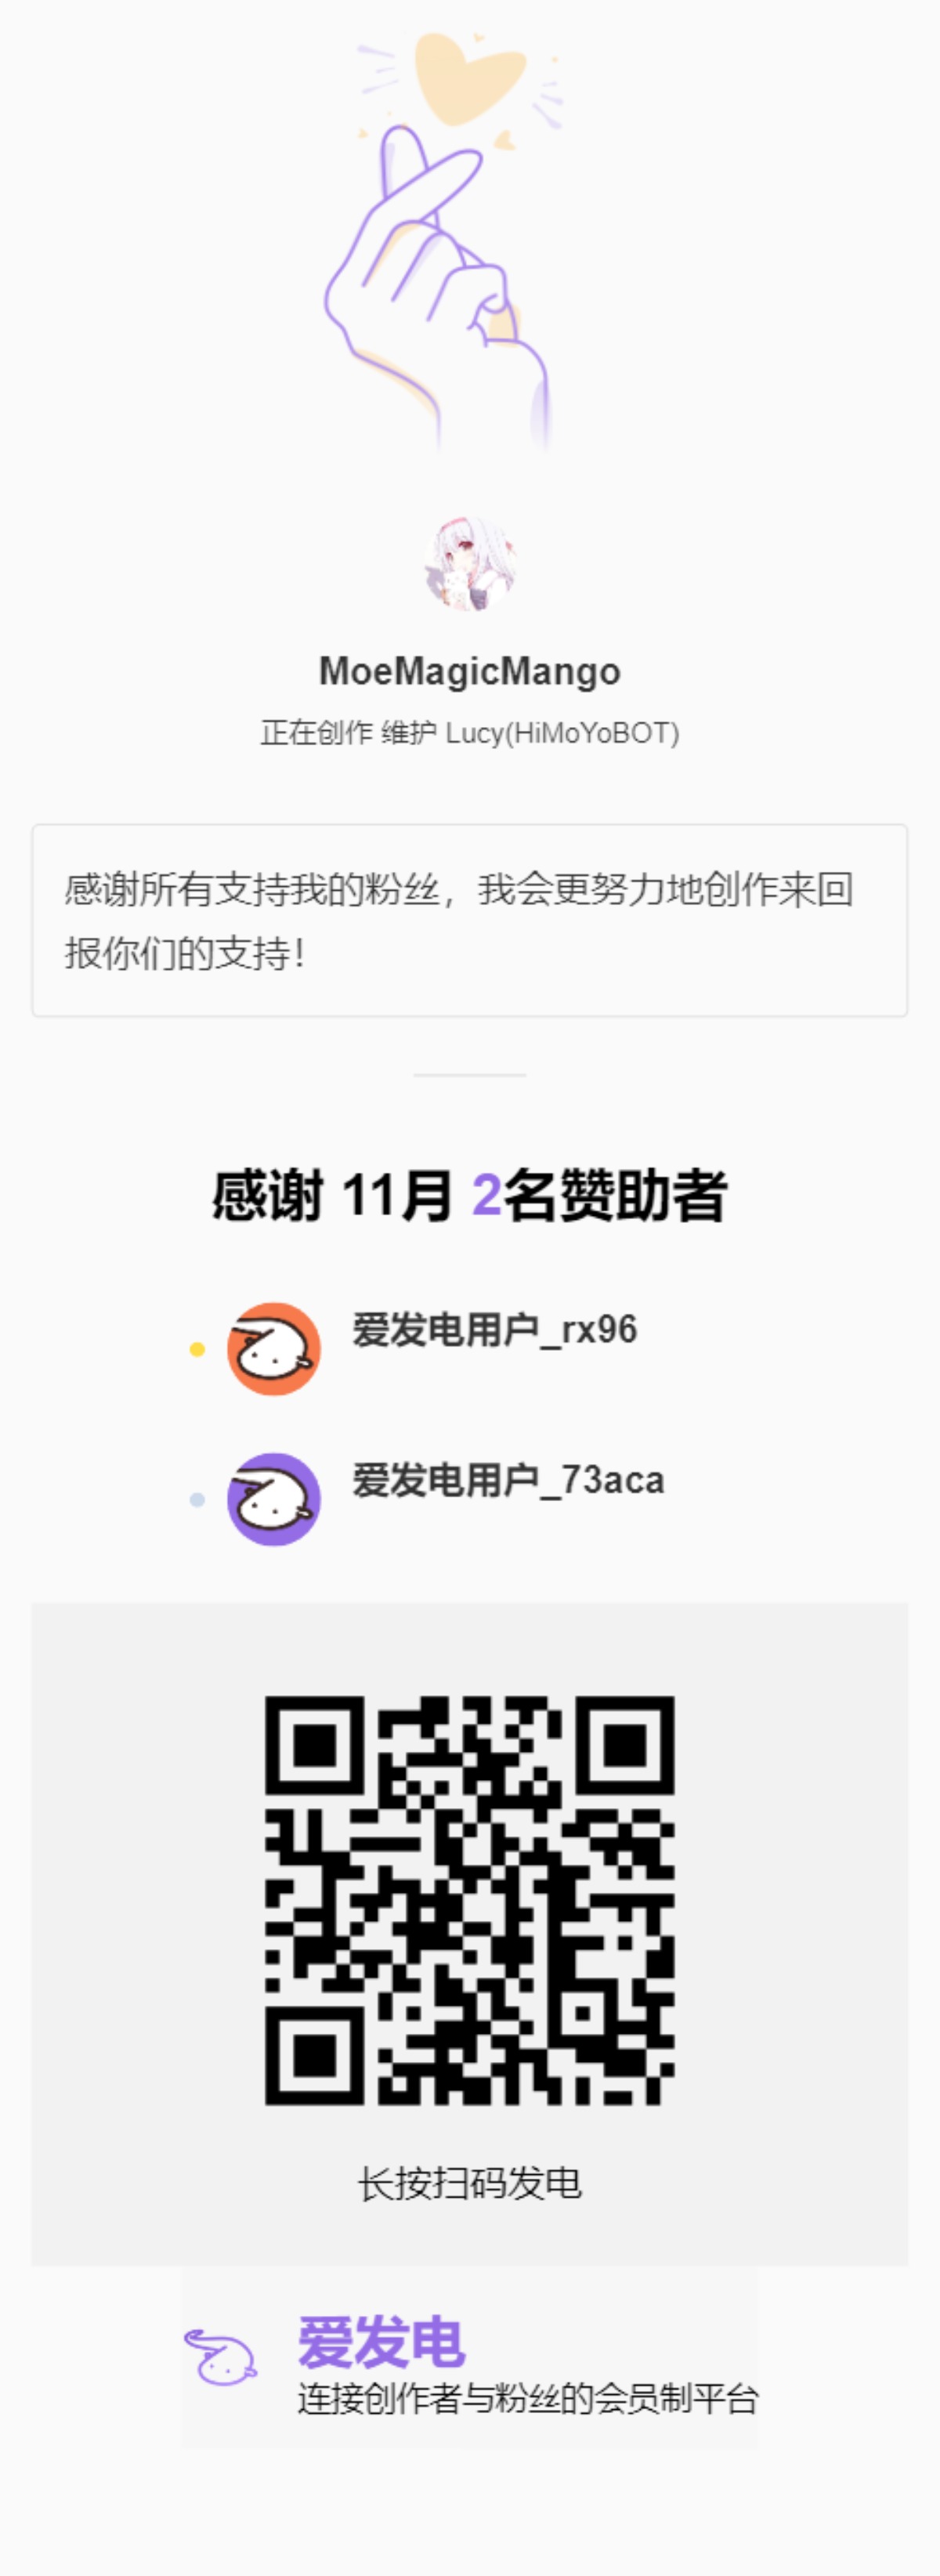 MoeMagicMango
正在创作 维护 Lucy(HiMoYoBOT)
感谢所有支持我的粉丝，我会更努力地创作来回
报你们的支持！
感谢 11月 2名赞助者
爱发电用户_rx96
爱发电用户_73aca
长按扫码发电
爱发电
连接创作者与粉丝的会员制平台